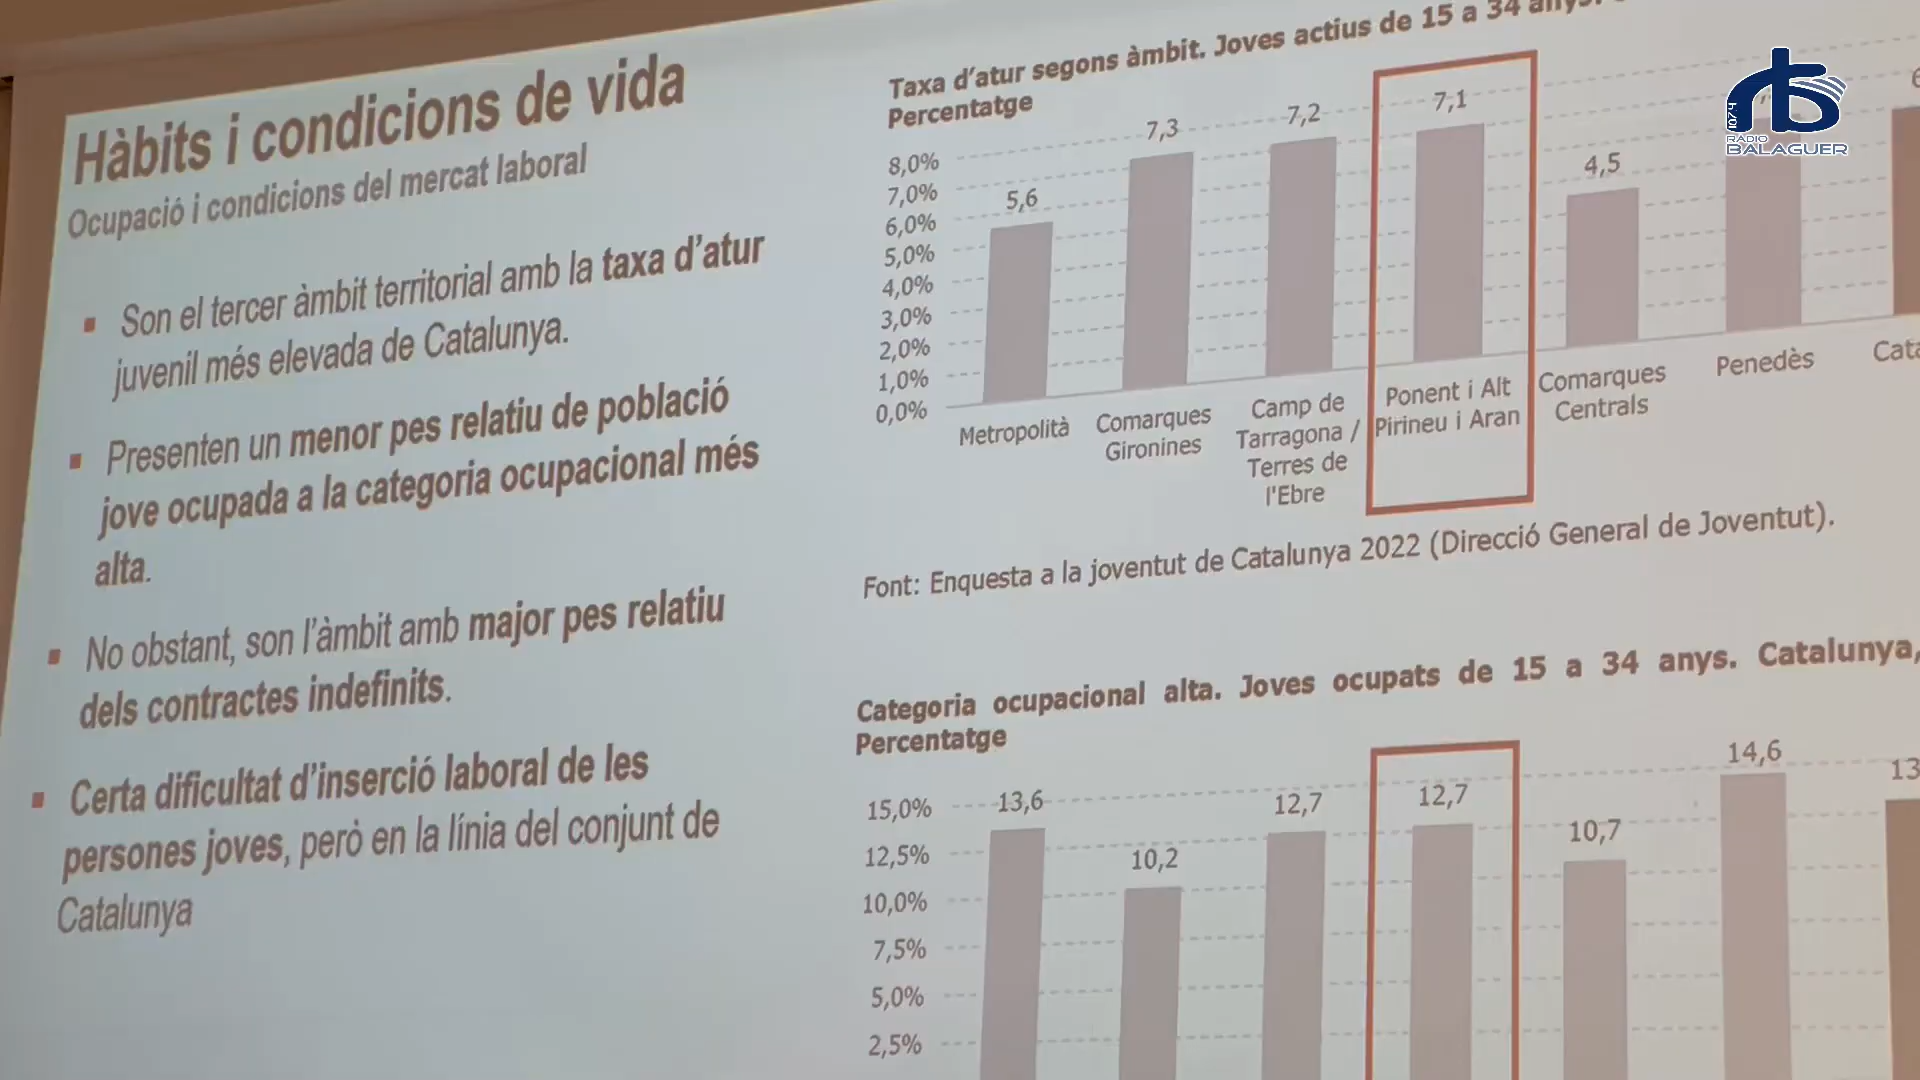 Hàbits i condicions de vida
Ocupació i condicions del mercat laboral
▪ Son el tercer àmbit territorial amb la taxa d'atur
juvenil més elevada de Catalunya.
▪ Presenten un menor pes relatiu de població
jove ocupada a la categoria ocupacional més
alta.
▪ No obstant, son l'àmbit amb major pes relatiu
dels contractes indefinits.
▪ Certa dificultat d'inserció laboral de les
persones joves, però en la línia del conjunt de
Catalunya
Taxa d'atur segons àmbit. Joves actius de 15 a 34 anys.
Percentatge
8,0%
7,0%
6,0%
5,0%
4,0%
3,0%
2,0%
1,0%
0,0%
5,6
7,3
7,2
7,1
4,5
Metropolità
Comarques
Gironines
Camp de
Tarragona /
Terres de
l'Ebre
Ponent i Alt
Pirineu i Aran
Comarques
Centrals
Penedès
Font: Enquesta a la joventut de Catalunya 2022 (Direcció General de Joventut).
Categoria ocupacional alta. Joves ocupats de 15 a 34 anys. Catalunya,
Percentatge
15,0%
12,5%
10,0%
7,5%
5,0%
2,5%
13,6
10,2
12,7
12,7
10,7
14,6
13
107.4
RÀDIO
BALAGUER